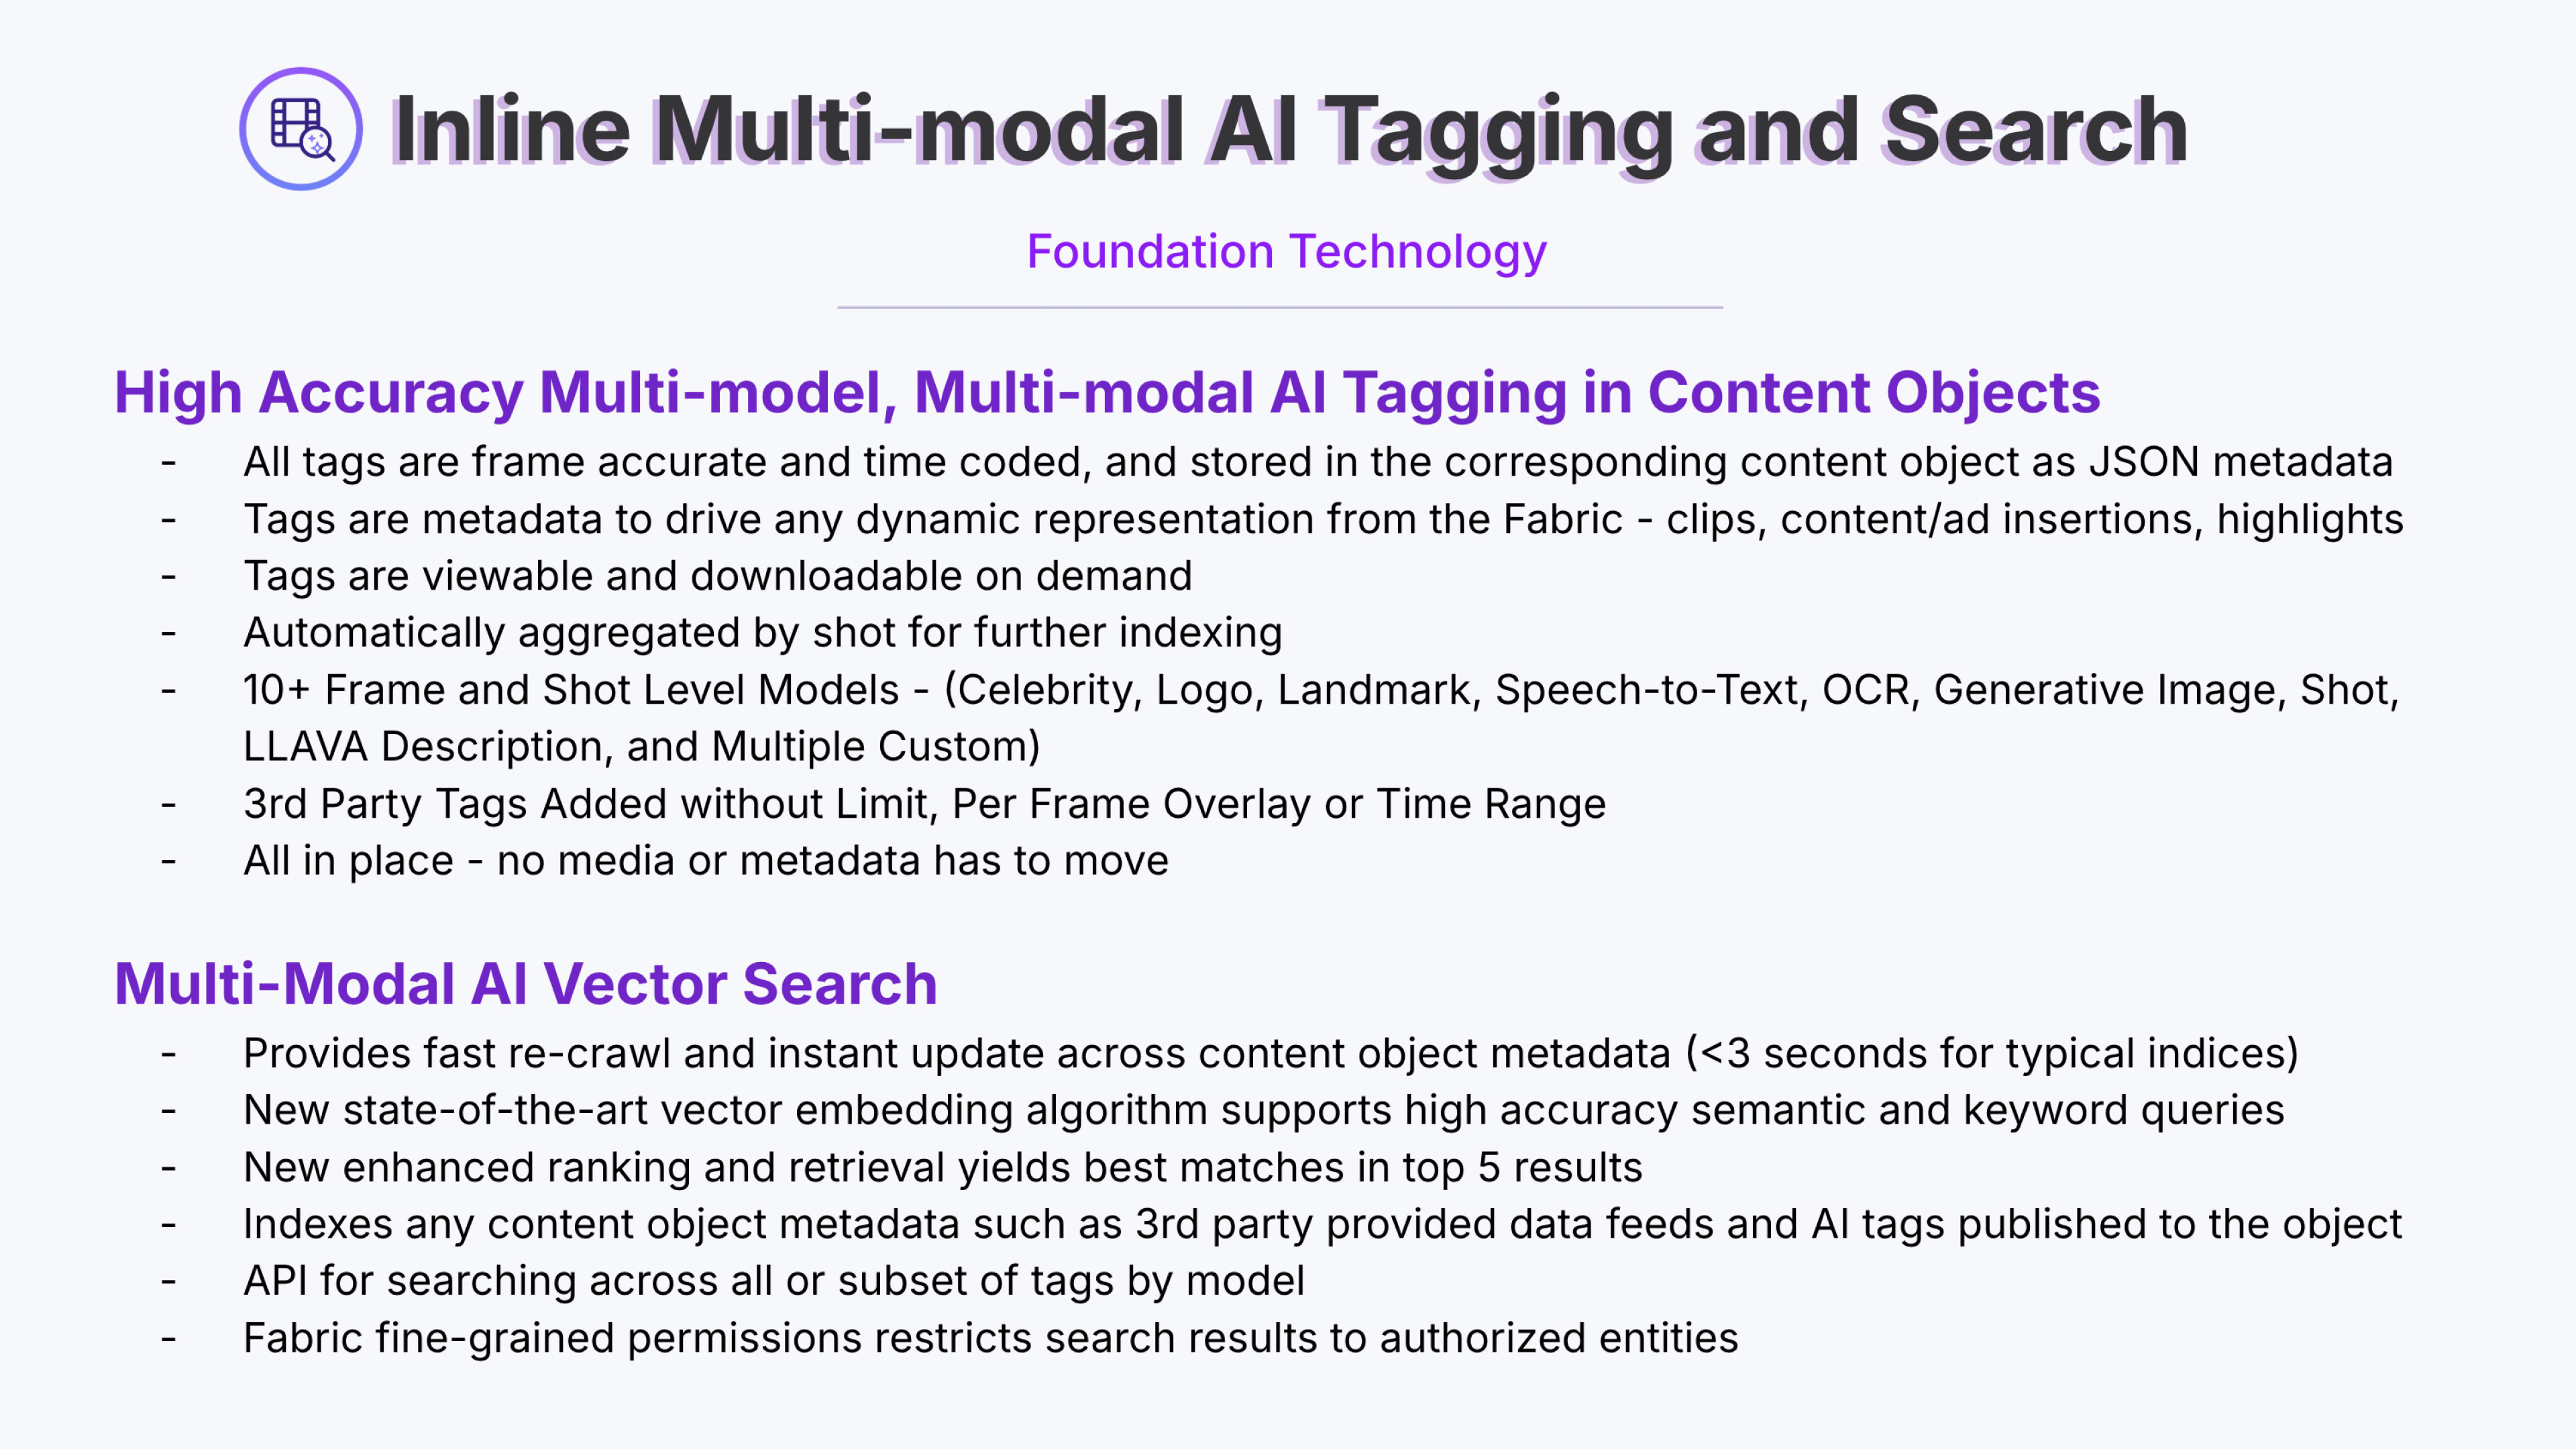 Inline Multi-modal AI Tagging and Search
Foundation Technology
High Accuracy Multi-model, Multi-modal AI Tagging in Content Objects
- All tags are frame accurate and time coded, and stored in the corresponding content object as JSON metadata
- Tags are metadata to drive any dynamic representation from the Fabric - clips, content/ad insertions, highlights
- Tags are viewable and downloadable on demand
- Automatically aggregated by shot for further indexing
- 10+ Frame and Shot Level Models - (Celebrity, Logo, Landmark, Speech-to-Text, OCR, Generative Image, Shot,
LLAVA Description, and Multiple Custom)
- 3rd Party Tags Added without Limit, Per Frame Overlay or Time Range
- All in place - no media or metadata has to move
Multi-Modal AI Vector Search
- Provides fast re-crawl and instant update across content object metadata (<3 seconds for typical indices)
- New state-of-the-art vector embedding algorithm supports high accuracy semantic and keyword queries
- New enhanced ranking and retrieval yields best matches in top 5 results
- Indexes any content object metadata such as 3rd party provided data feeds and AI tags published to the object
- API for searching across all or subset of tags by model
- Fabric fine-grained permissions restricts search results to authorized entities